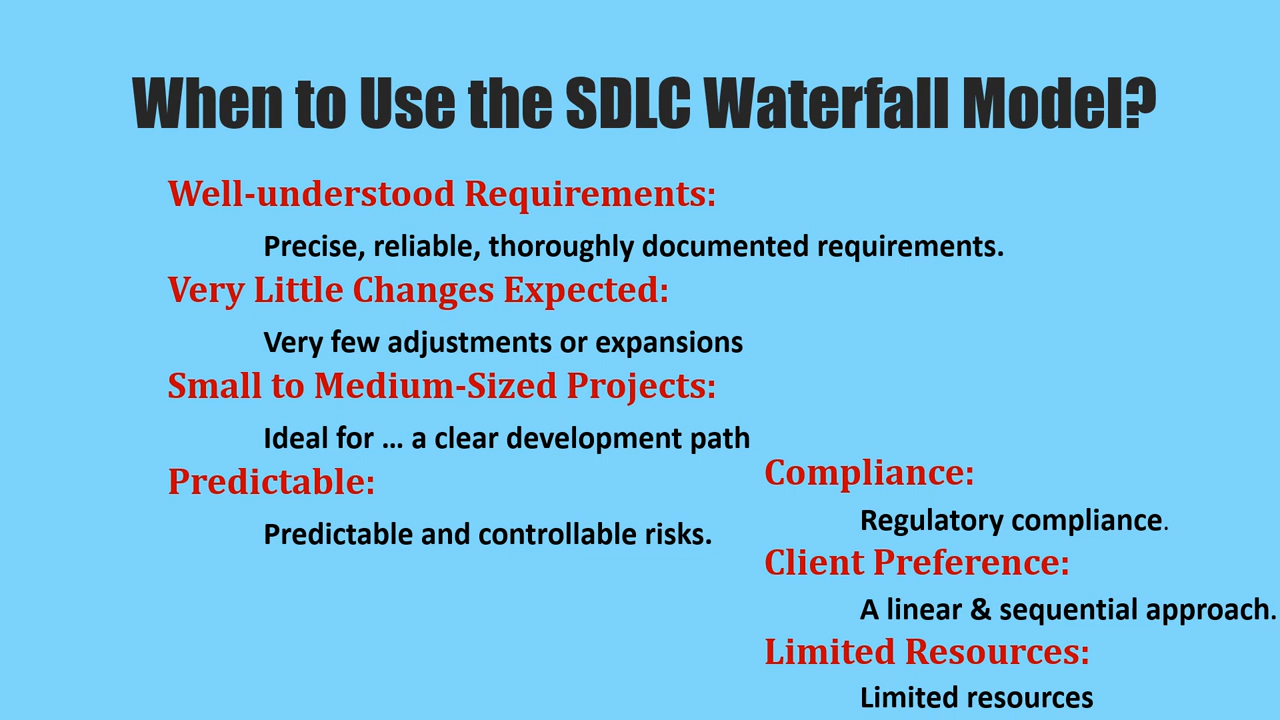 When to Use the SDLC Waterfall Model?
Well-understood Requirements:
Precise, reliable, thoroughly documented requirements.
Very Little Changes Expected:
Very few adjustments or expansions
Small to Medium-Sized Projects:
Ideal for … a clear development path
Predictable:
Predictable and controllable risks.
Compliance:
Regulatory compliance.
Client Preference:
A linear & sequential approach.
Limited Resources:
Limited resources